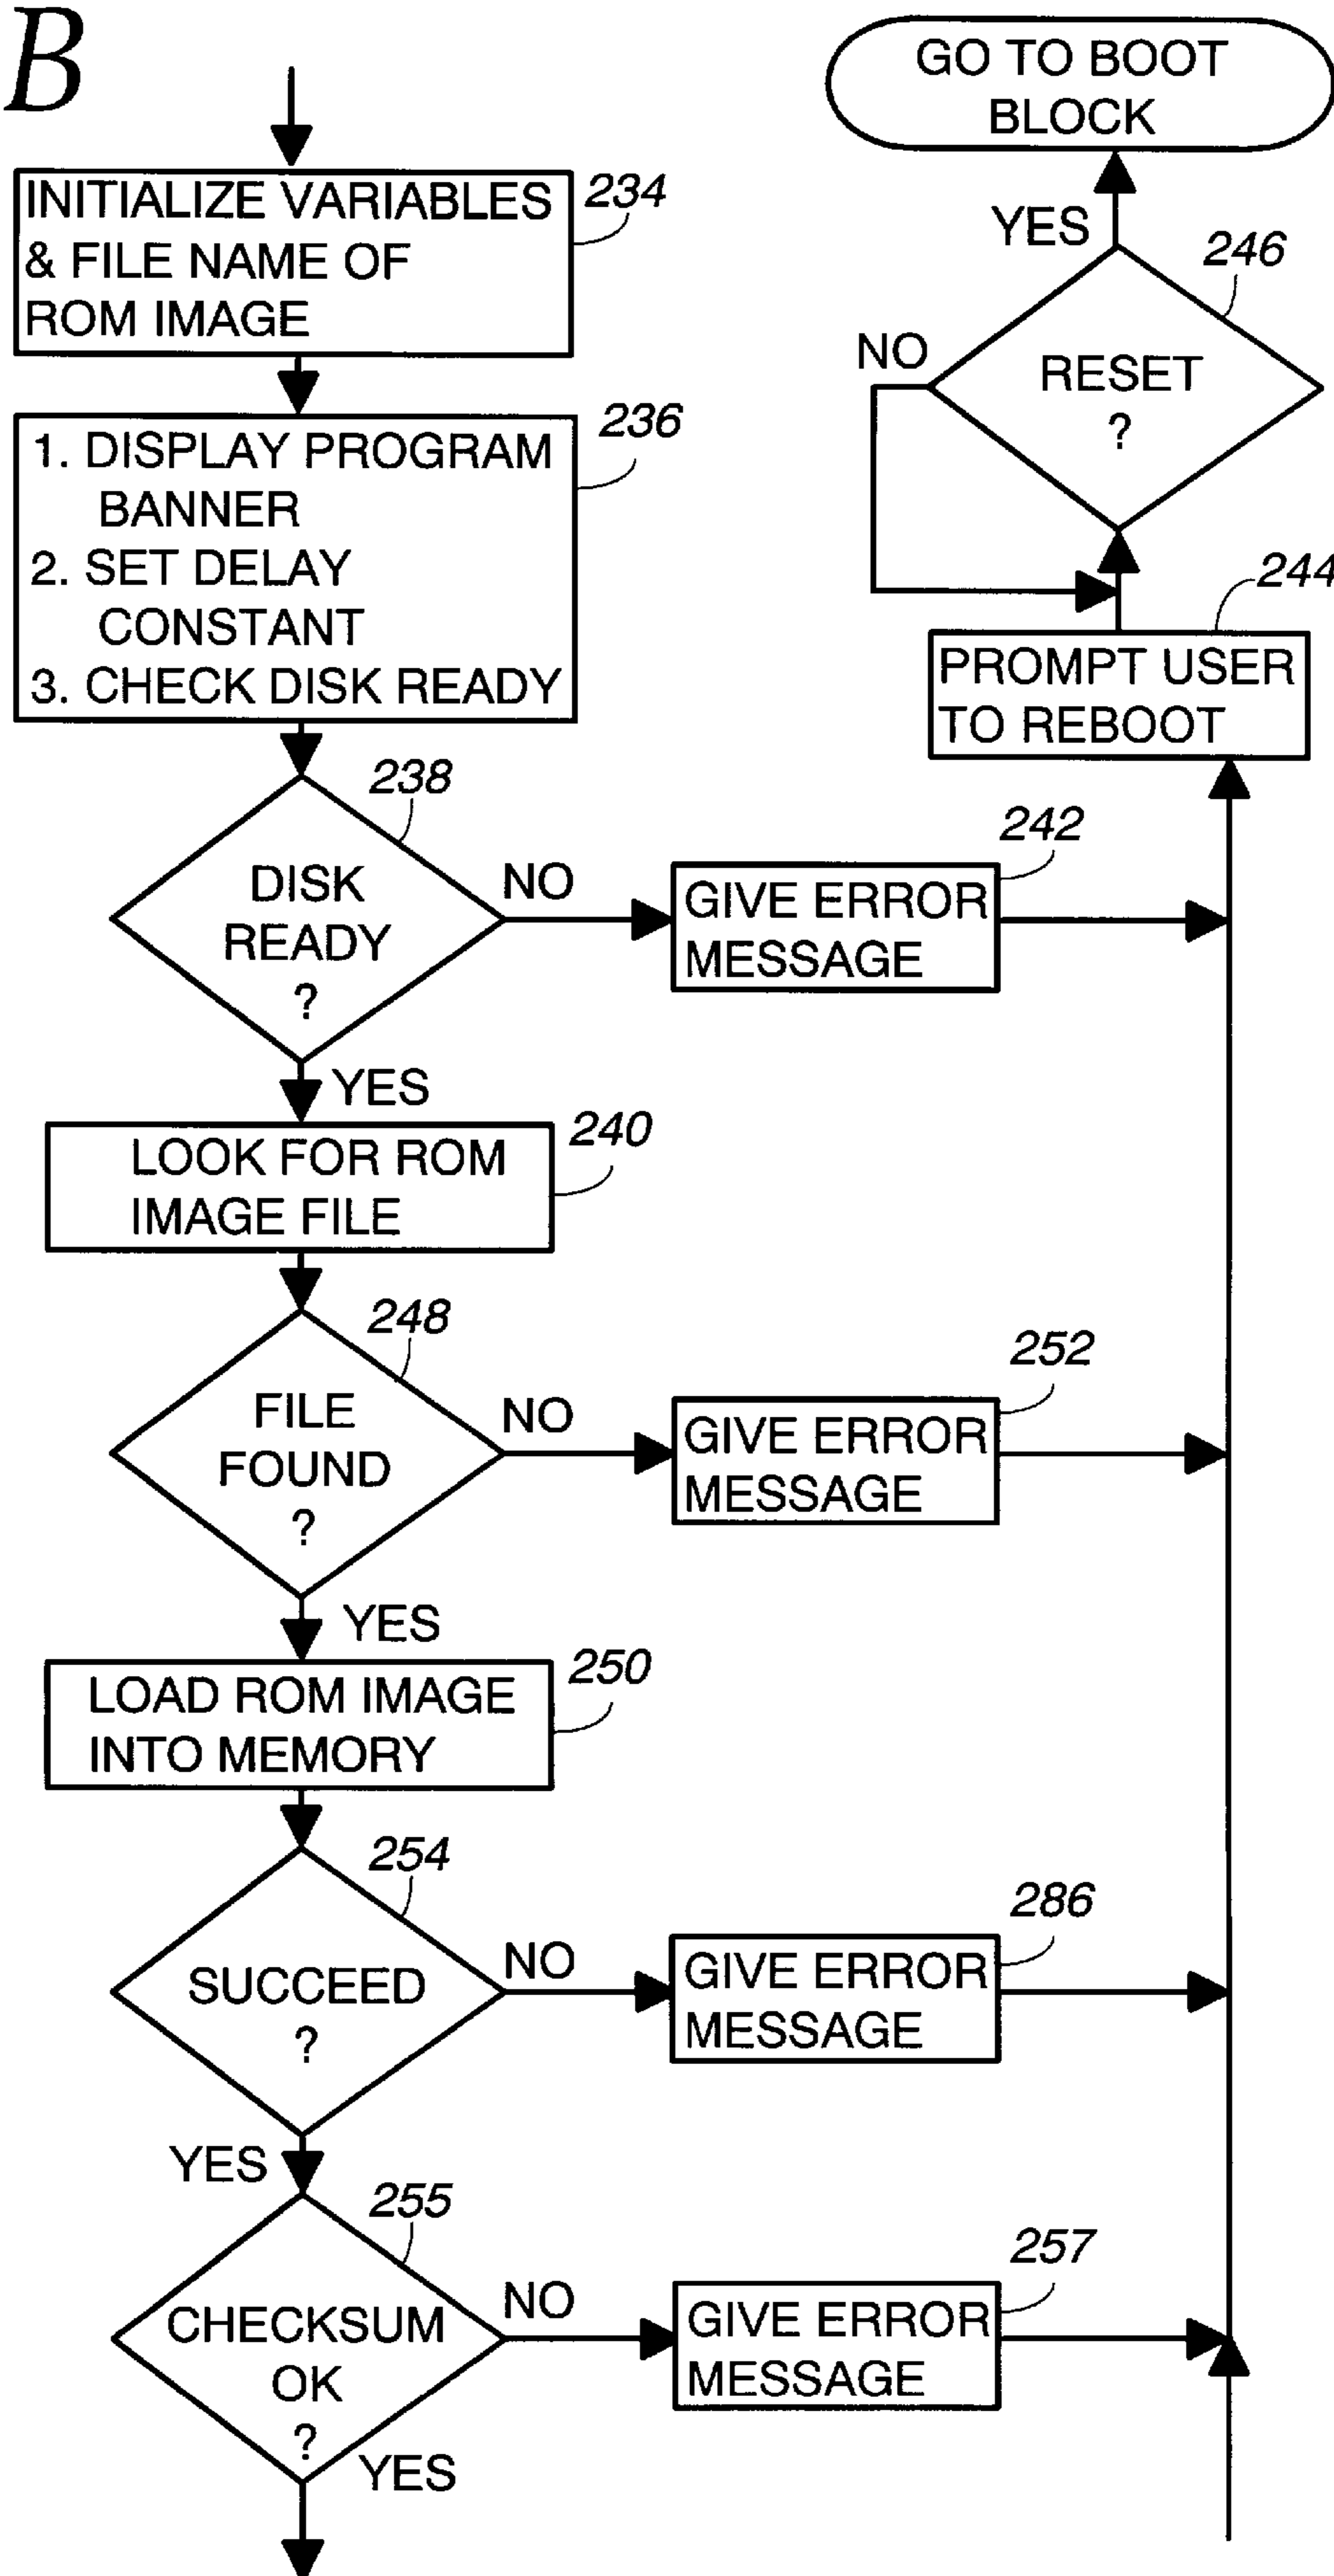 B
GO TO BOOT
BLOCK
INITIALIZE VARIABLES
& FILE NAME OF
ROM IMAGE
234
YES
246
NO
RESET
?
1. DISPLAY PROGRAM
BANNER
2. SET DELAY
CONSTANT
3. CHECK DISK READY
236
244
PROMPT USER
TO REBOOT
238
DISK
READY
?
NO
242
GIVE ERROR
MESSAGE
YES
240
LOOK FOR ROM
IMAGE FILE
248
FILE
FOUND
?
NO
252
GIVE ERROR
MESSAGE
YES
250
LOAD ROM IMAGE
INTO MEMORY
254
SUCCEED
?
NO
286
GIVE ERROR
MESSAGE
YES
255
CHECKSUM
OK
?
NO
257
GIVE ERROR
MESSAGE
YES